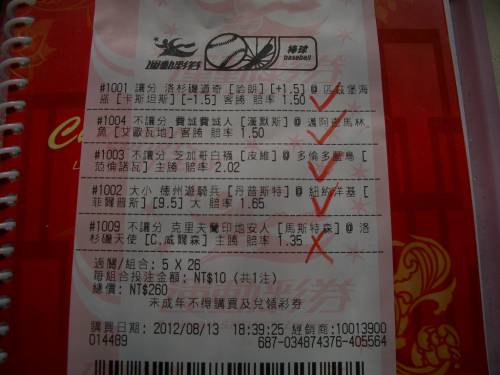 運動彩券
棒球
baseball
#1001 讓分 洛杉磯道奇 [哈朗] [+1.5] @ 匹茲堡海
盜 [卡斯坦斯] [-1.5] 客勝 賠率 1.50
#1004 不讓分 費城費城人 [漢默斯] @ 邁阿密馬林
魚 [艾歐瓦地] 客勝 賠率 1.50
#1003 不讓分 芝加哥白襪 [皮維] @ 多倫多藍鳥 [
范倫諾瓦] 主勝 賠率 2.02
#1002 大小 德州遊騎兵 [丹普斯特] @ 紐約洋基 [
菲爾普斯] [9.5] 大 賠率 1.65
#1009 不讓分 克里夫蘭印地安人 [馬斯特森] @ 洛
杉磯天使 [C.威爾森] 主勝 賠率 1.35
過關/組合: 5 X 26
每組合投注金額: NT$10 (共1注)
總價: NT$260
未成年不得購買及兌領彩券
購買日期: 2012/08/13 18:39:25 經銷商:10013900
014489 687-034874376-405564